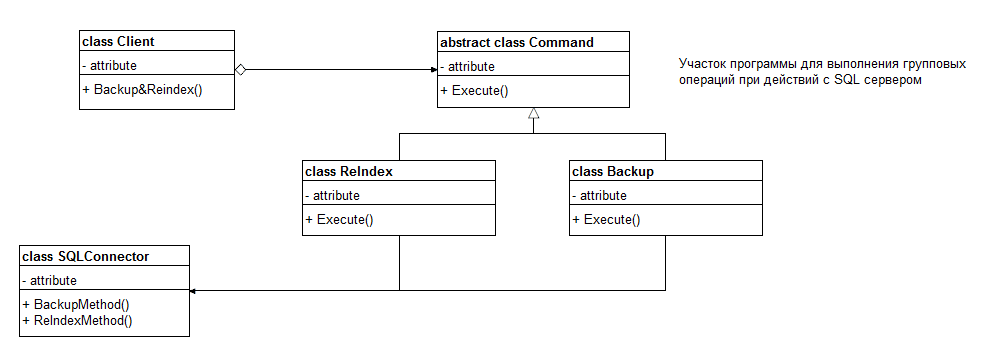 class Client
- attribute
+ Backup&Reindex()
abstract class Command
- attribute
+ Execute()
Участок программы для выполнения групповых
операций при действий с SQL сервером
class ReIndex
- attribute
+ Execute()
class Backup
- attribute
+ Execute()
class SQLConnector
- attribute
+ BackupMethod()
+ ReIndexMethod()